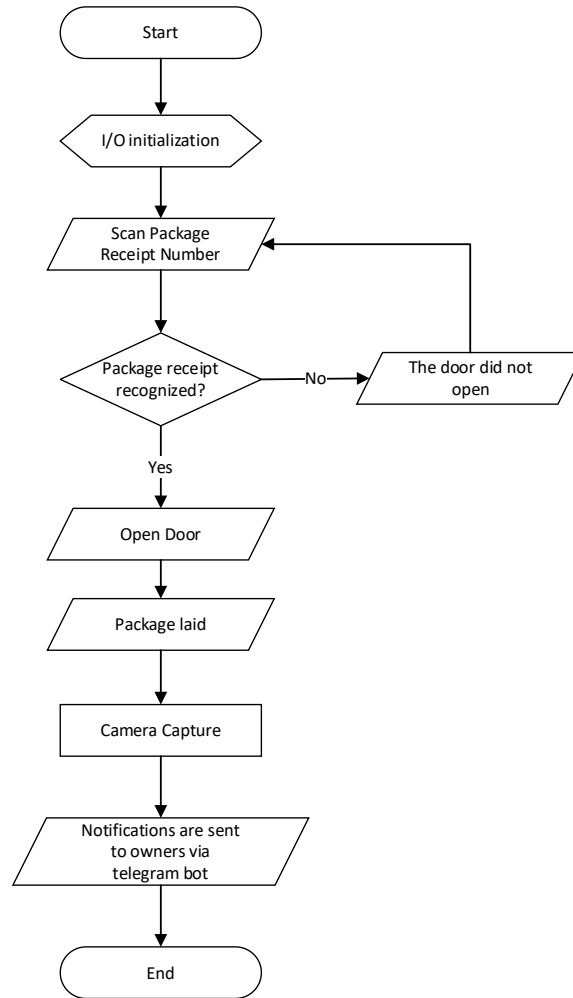 Start
I/O initialization
Scan Package
Receipt Number
Package receipt
recognized?
No
The door did not
open
Yes
Open Door
Package laid
Camera Capture
Notifications are sent
to owners via
telegram bot
End